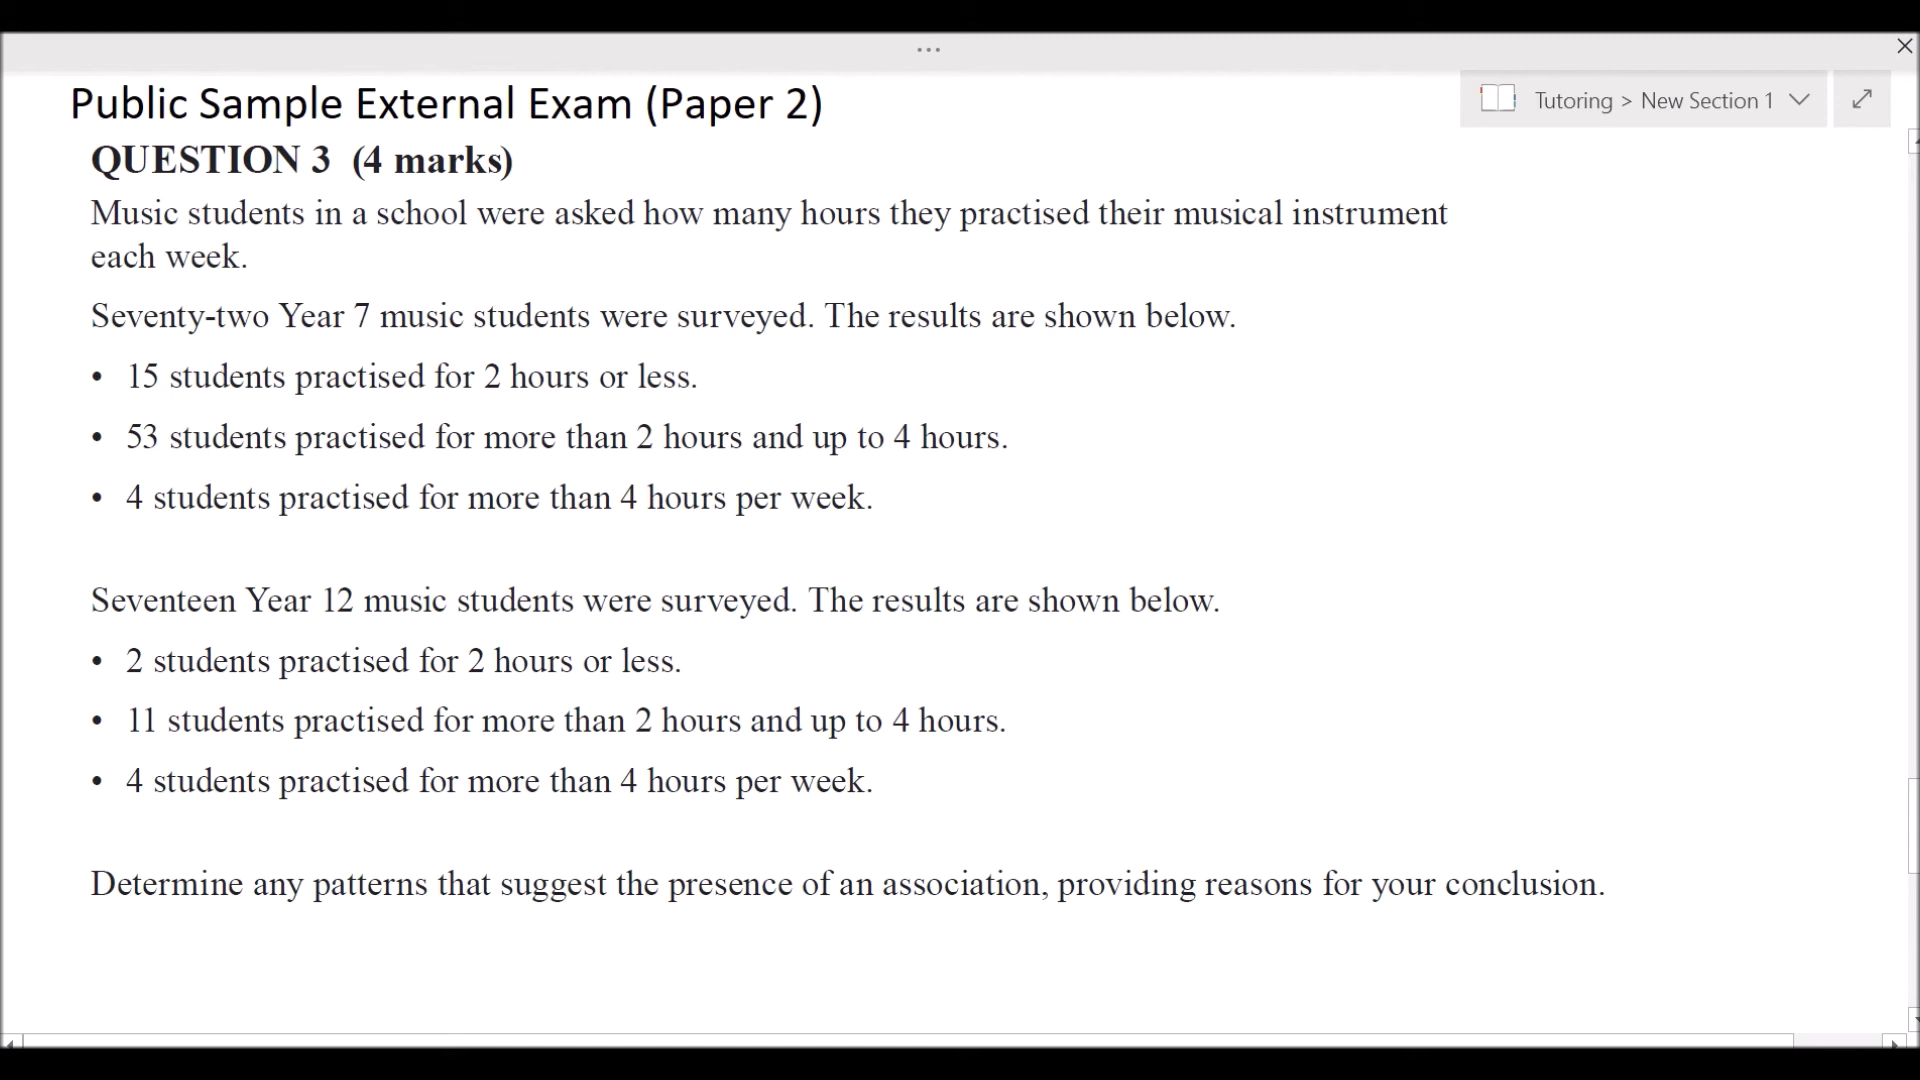 ...
Public Sample External Exam (Paper 2)
Tutoring > New Section 1
QUESTION 3 (4 marks)
Music students in a school were asked how many hours they practised their musical instrument
each week.
Seventy-two Year 7 music students were surveyed. The results are shown below.
• 15 students practised for 2 hours or less.
• 53 students practised for more than 2 hours and up to 4 hours.
• 4 students practised for more than 4 hours per week.
Seventeen Year 12 music students were surveyed. The results are shown below.
• 2 students practised for 2 hours or less.
• 11 students practised for more than 2 hours and up to 4 hours.
• 4 students practised for more than 4 hours per week.
Determine any patterns that suggest the presence of an association, providing reasons for your conclusion.